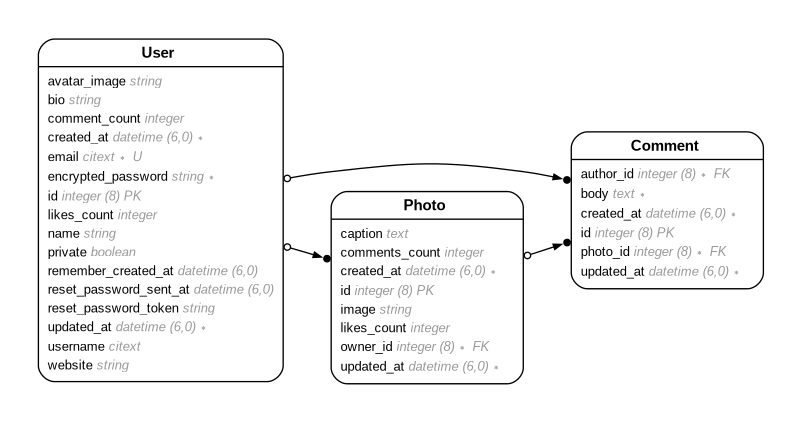 User
avatar_image string
bio string
comment_count integer
created_at datetime (6,0) *
email citext * U
encrypted_password string *
id integer (8) PK
likes_count integer
name string
private boolean
remember_created_at datetime (6,0)
reset_password_sent_at datetime (6,0)
reset_password_token string
updated_at datetime (6,0) *
username citext
website string
Photo
caption text
comments_count integer
created_at datetime (6,0) *
id integer (8) PK
image string
likes_count integer
owner_id integer (8) * FK
updated_at datetime (6,0) *
Comment
author_id integer (8) * FK
body text *
created_at datetime (6,0) *
id integer (8) PK
photo_id integer (8) * FK
updated_at datetime (6,0) *